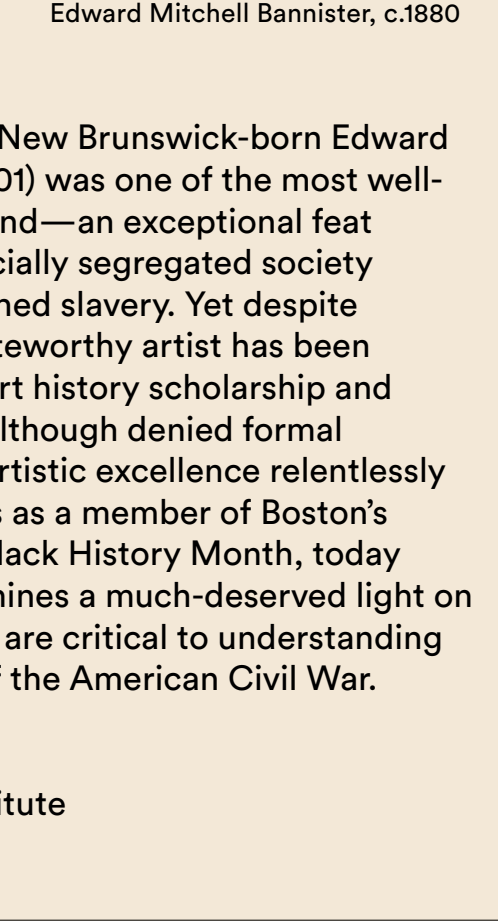 Edward Mitchell Bannister, c.1880
New Brunswick-born Edward
01) was one of the most well-
nd—an exceptional feat
cially segregated society
ned slavery. Yet despite
teworthy artist has been
rt history scholarship and
lthough denied formal
rtistic excellence relentlessly
s as a member of Boston’s
lack History Month, today
hines a much-deserved light on
are critical to understanding
f the American Civil War.
itute